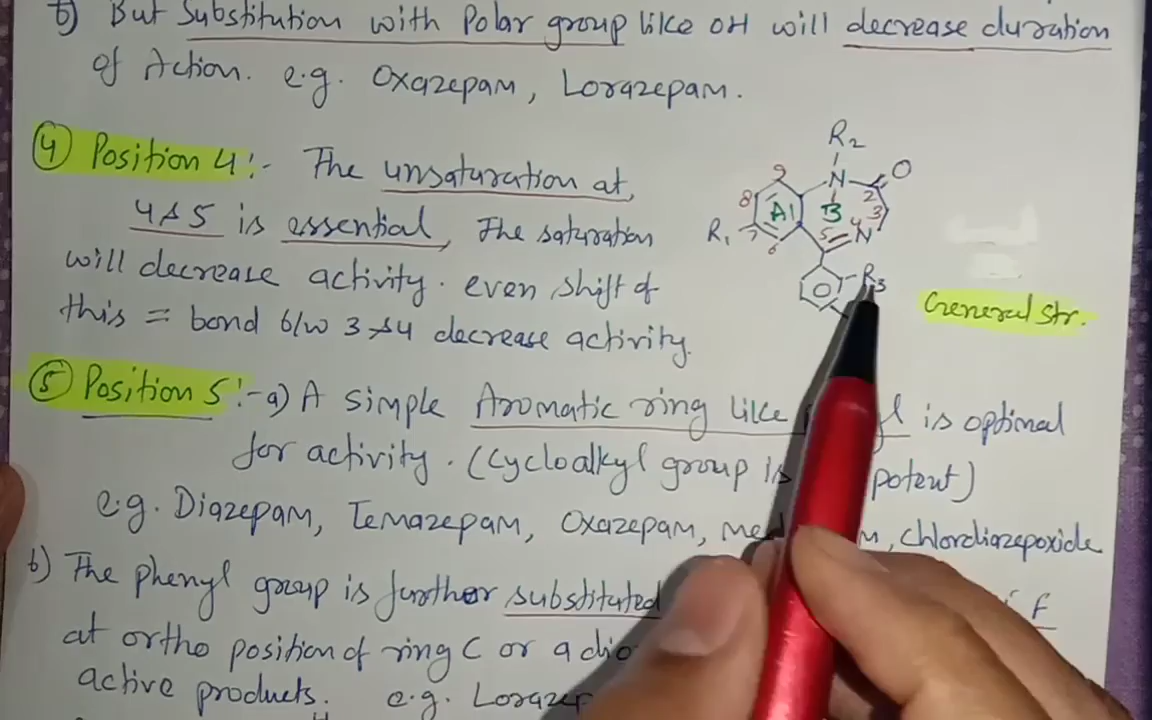 b) But Substitution with Polar group like OH will decrease duration
of Action. e.g. Oxazepam, Lorazepam.
④ Position 4:- The unsaturation at
4 & 5 is essential, The saturation
will decrease activity. even shift of
this = bond b/w 3 & 4 decrease activity.
R2
N
O
9
8
A
B
2
3
4
N
5
R1
7
6
R3
General Str.
⑤ Position 5:- a) A Simple Aromatic ring like is optimal
for activity. (Cycloalkyl group is potent)
e.g. Diazepam, Temazepam, Oxazepam, chlordiazepoxide
b) The phenyl group is further substituted F
at ortho position of ring C or a
active products. e.g.